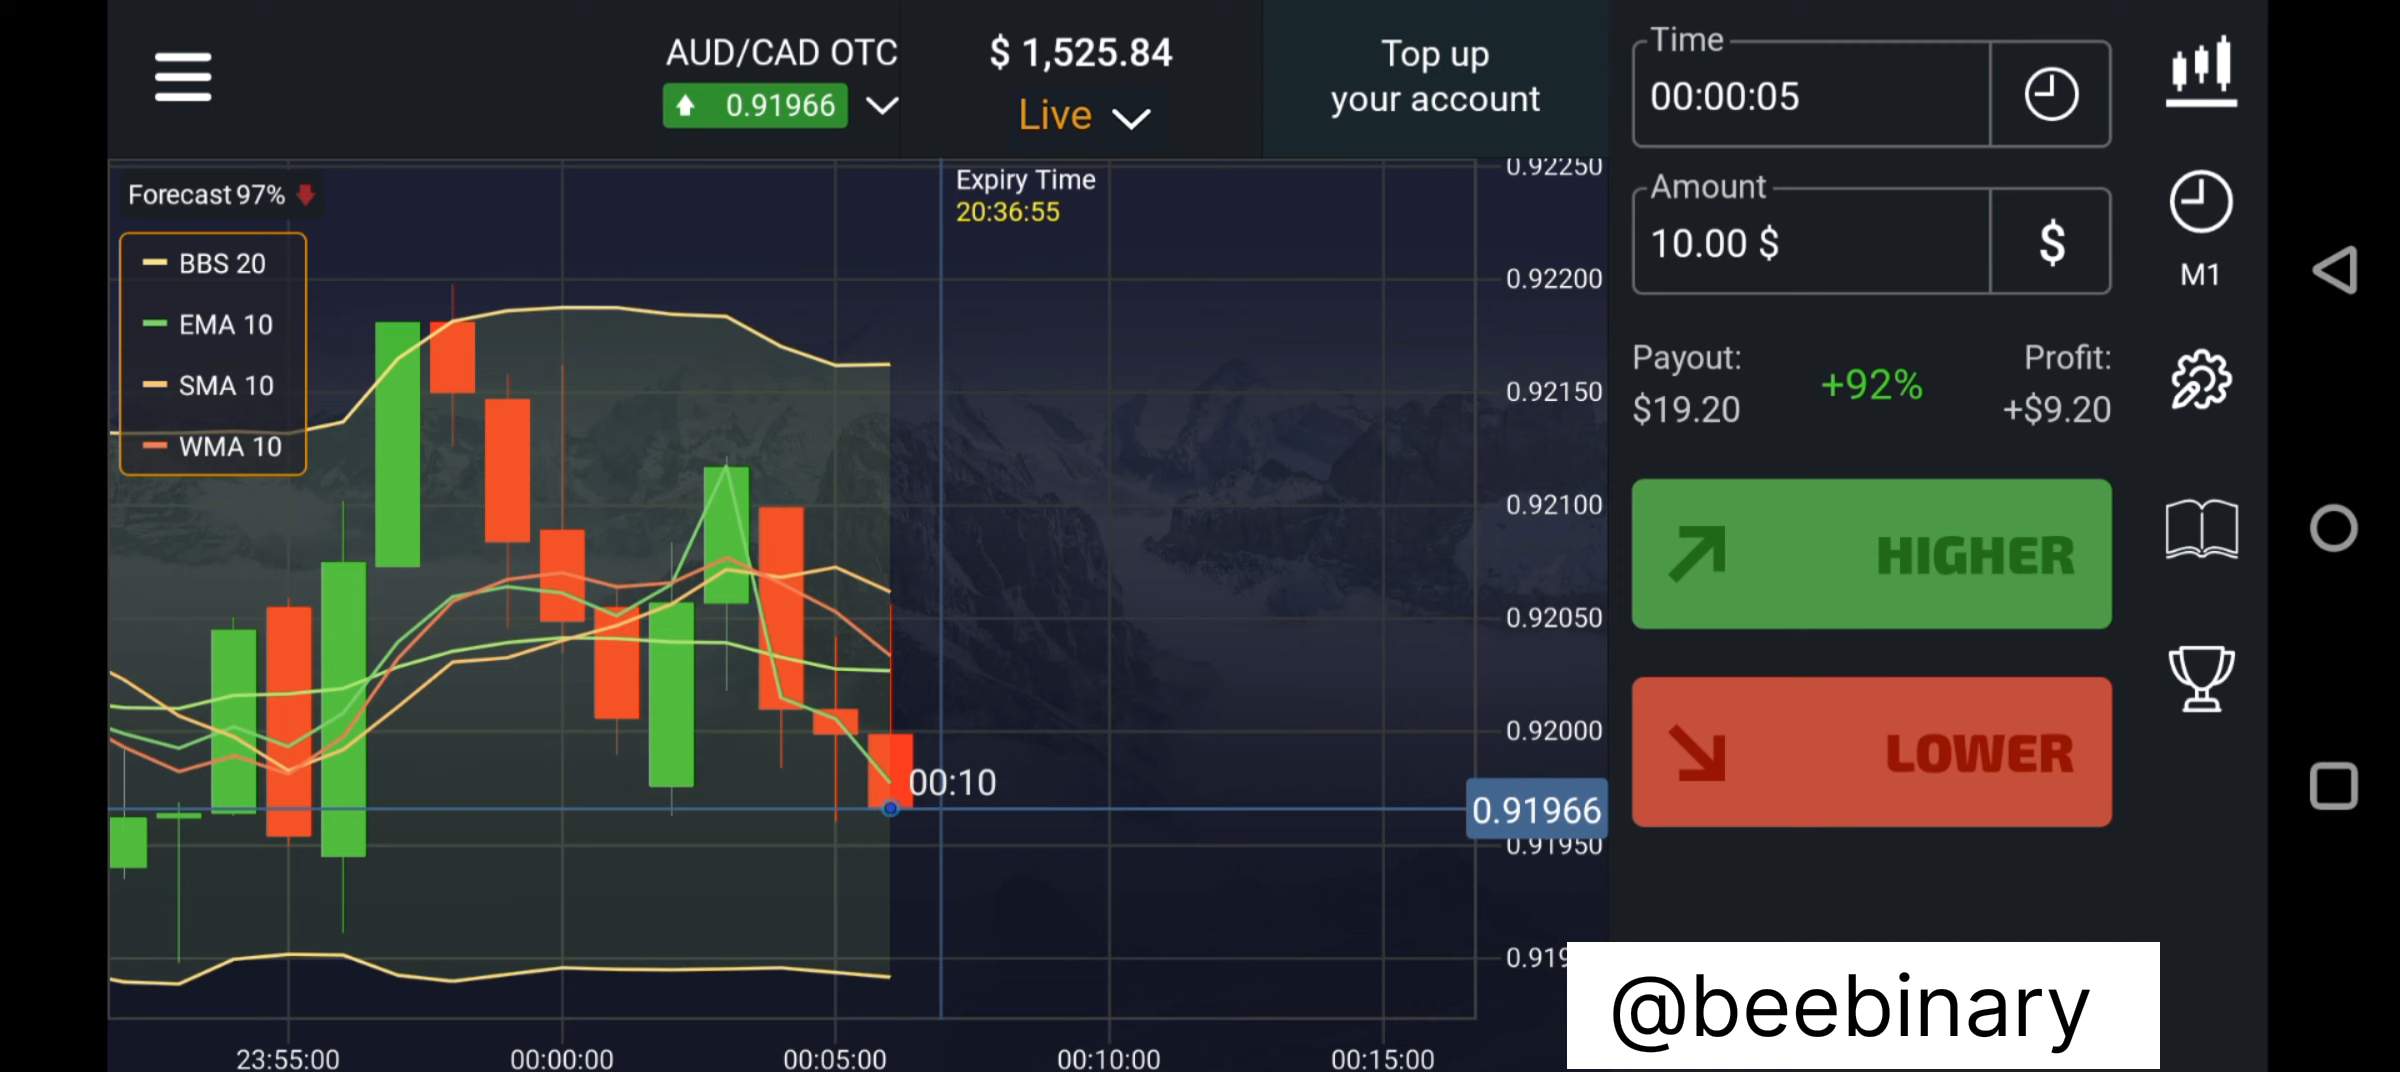 AUD/CAD OTC
0.91966
$ 1,525.84
Live
Top up
your account
Time
00:00:05
Amount
10.00 $
$
M1
Payout:
$19.20
+92%
Profit:
+$9.20
HIGHER
LOWER
Forecast 97%
BBS 20
EMA 10
SMA 10
WMA 10
Expiry Time
20:36:55
00:10
0.92250
0.92200
0.92150
0.92100
0.92050
0.92000
0.91966
0.91950
23:55:00
00:00:00
00:05:00
00:10:00
00:15:00
@beebinary